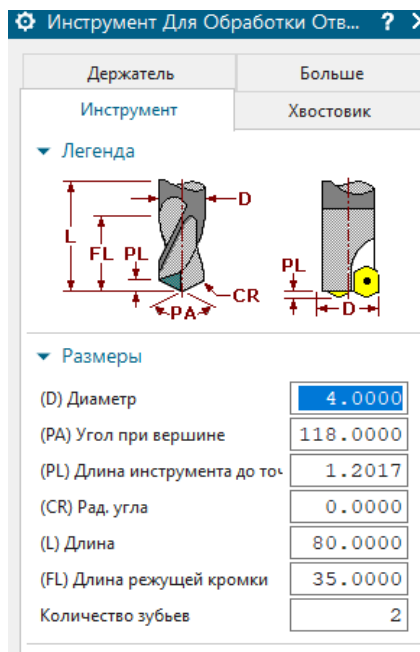 Инструмент Для Обработки Отв... ?
Держатель Больше
Инструмент Хвостовик
Легенда
D
L
FL PL
PL
CR
PA
D
Размеры
(D) Диаметр 4.0000
(PA) Угол при вершине 118.0000
(PL) Длина инструмента до точ 1.2017
(CR) Рад. угла 0.0000
(L) Длина 80.0000
(FL) Длина режущей кромки 35.0000
Количество зубьев 2